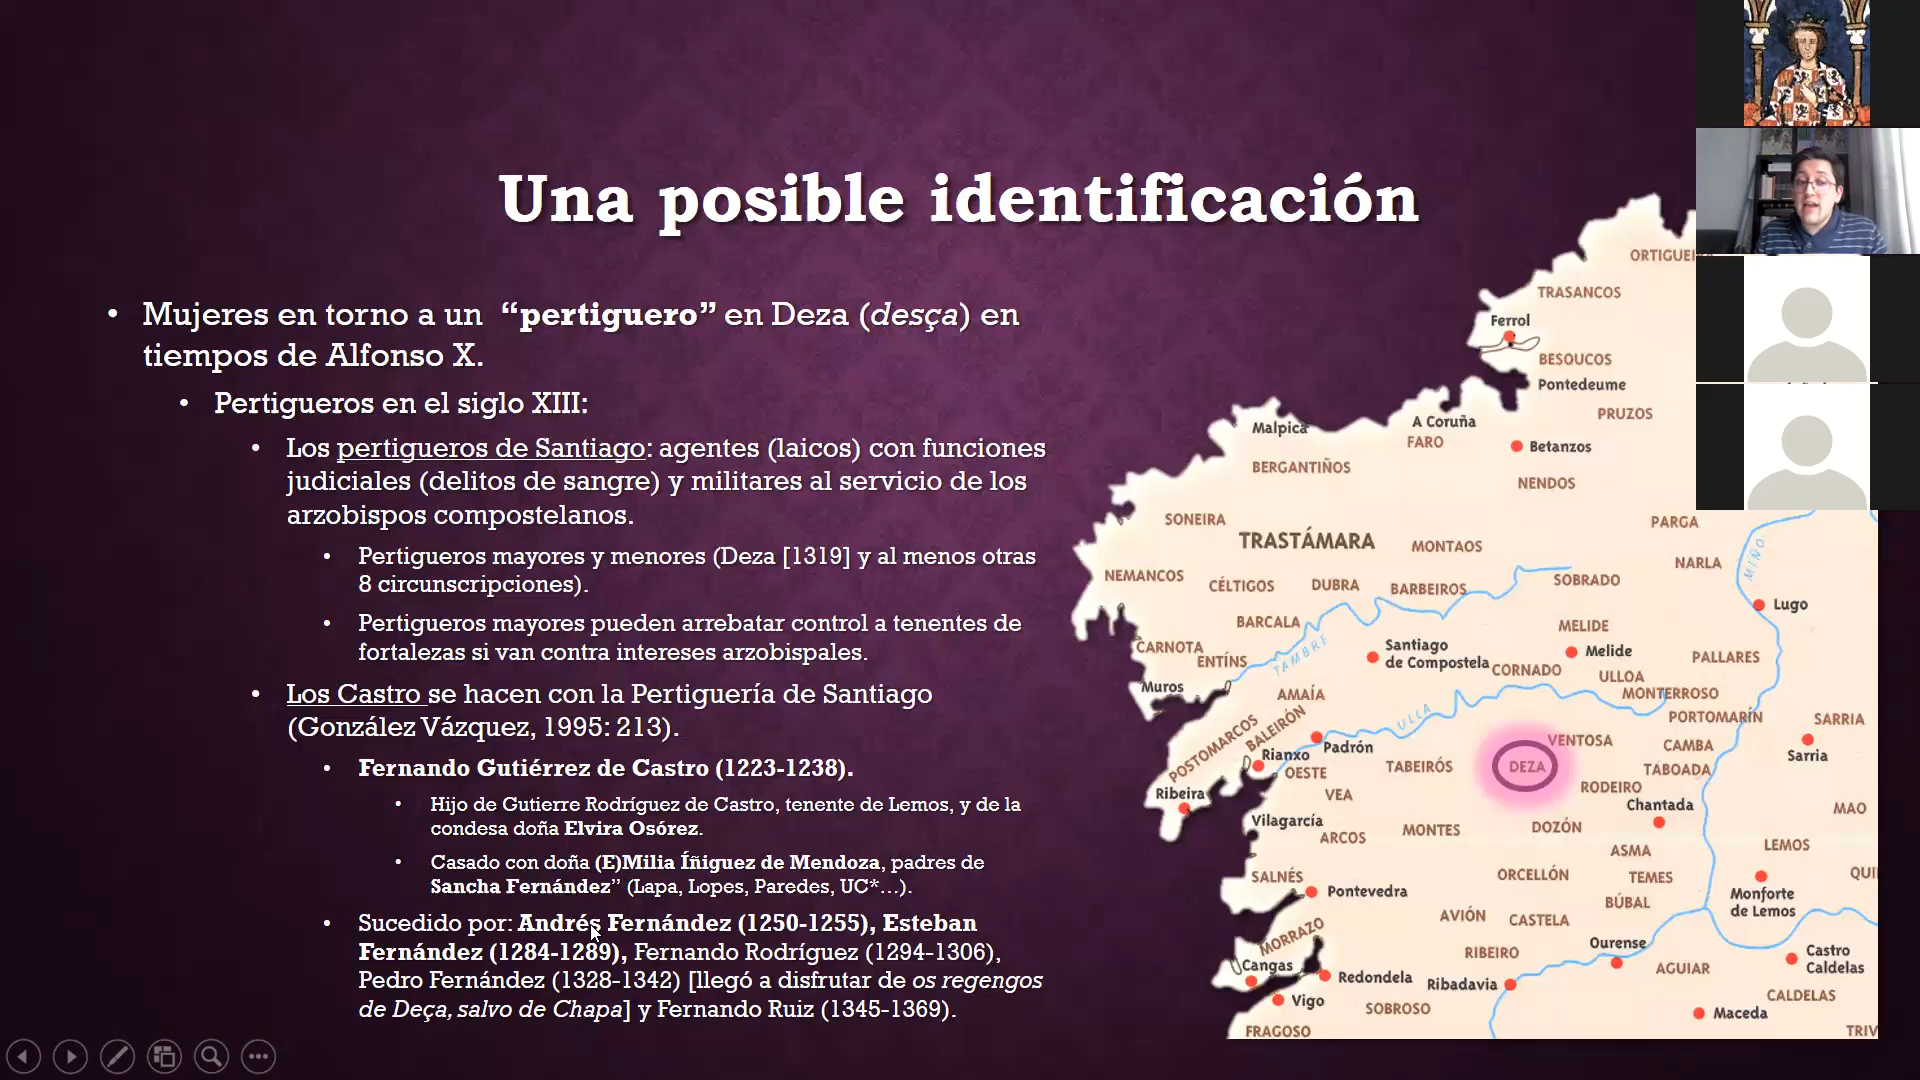 Una posible identificación
• Mujeres en torno a un “pertiguero” en Deza (desça) en
tiempos de Alfonso X.
• Pertigueros en el siglo XIII:
• Los pertigueros de Santiago: agentes (laicos) con funciones
judiciales (delitos de sangre) y militares al servicio de los
arzobispos compostelanos.
• Pertigueros mayores y menores (Deza [1319] y al menos otras
8 circunscripciones).
• Pertigueros mayores pueden arrebatar control a tenentes de
fortalezas si van contra intereses arzobispales.
• Los Castro se hacen con la Pertiguería de Santiago
(González Vázquez, 1995: 213).
• Fernando Gutiérrez de Castro (1223-1238).
• Hijo de Gutierre Rodríguez de Castro, tenente de Lemos, y de la
condesa doña Elvira Osórez.
• Casado con doña (E)Milia Íñiguez de Mendoza, padres de
Sancha Fernández” (Lapa, Lopes, Paredes, UC*…).
• Sucedido por: Andrés Fernández (1250-1255), Esteban
Fernández (1284-1289), Fernando Rodríguez (1294-1306),
Pedro Fernández (1328-1342) [llegó a disfrutar de os regengos
de Deça, salvo de Chapa] y Fernando Ruiz (1345-1369).
TRASANCOS
Ferrol
BESOUCOS
Pontedeume
PRUZOS
A Coruña
Malpica
FARO
Betanzos
BERGANTIÑOS
NENDOS
SONEIRA
PARGA
TRASTÁMARA
MONTAOS
MIÑO
NARLA
NEMANCOS
CÉLTIGOS
DUBRA
BARBEIROS
SOBRADO
Lugo
BARCALA
MELIDE
CARNOTA
TAMBRE
Santiago
de Compostela
Melide
ENTÍNS
CORNADO
PALLARES
ULLOA
Muros
AMAÍA
MONTERROSO
ULLA
PORTOMARÍN
SARRIA
POSTOMARCOS
BALEIRÓN
Rianxo
Padrón
VENTOSA
CAMBA
Sarria
OESTE
TABEIRÓS
DEZA
TABOADA
RODEIRO
Ribeira
VEA
Chantada
MAO
Vilagarcía
ARCOS
MONTES
DOZÓN
LEMOS
ASMA
SALNÉS
Pontevedra
ORCELLÓN
TEMES
Monforte
de Lemos
BÚBAL
AVIÓN
CASTELA
MORRAZO
Ourense
RIBEIRO
Castro
Caldelas
Cangas
Redondela
Ribadavia
AGUIAR
Vigo
SOBROSO
CALDELAS
Maceda
FRAGOSO